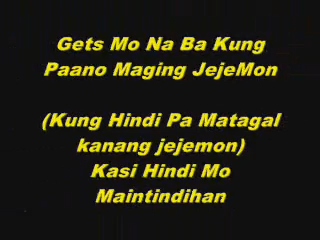 Gets Mo Na Ba Kung
Paano Maging JejeMon
(Kung Hindi Pa Matagal
kanang jejemon)
Kasi Hindi Mo
Maintindihan